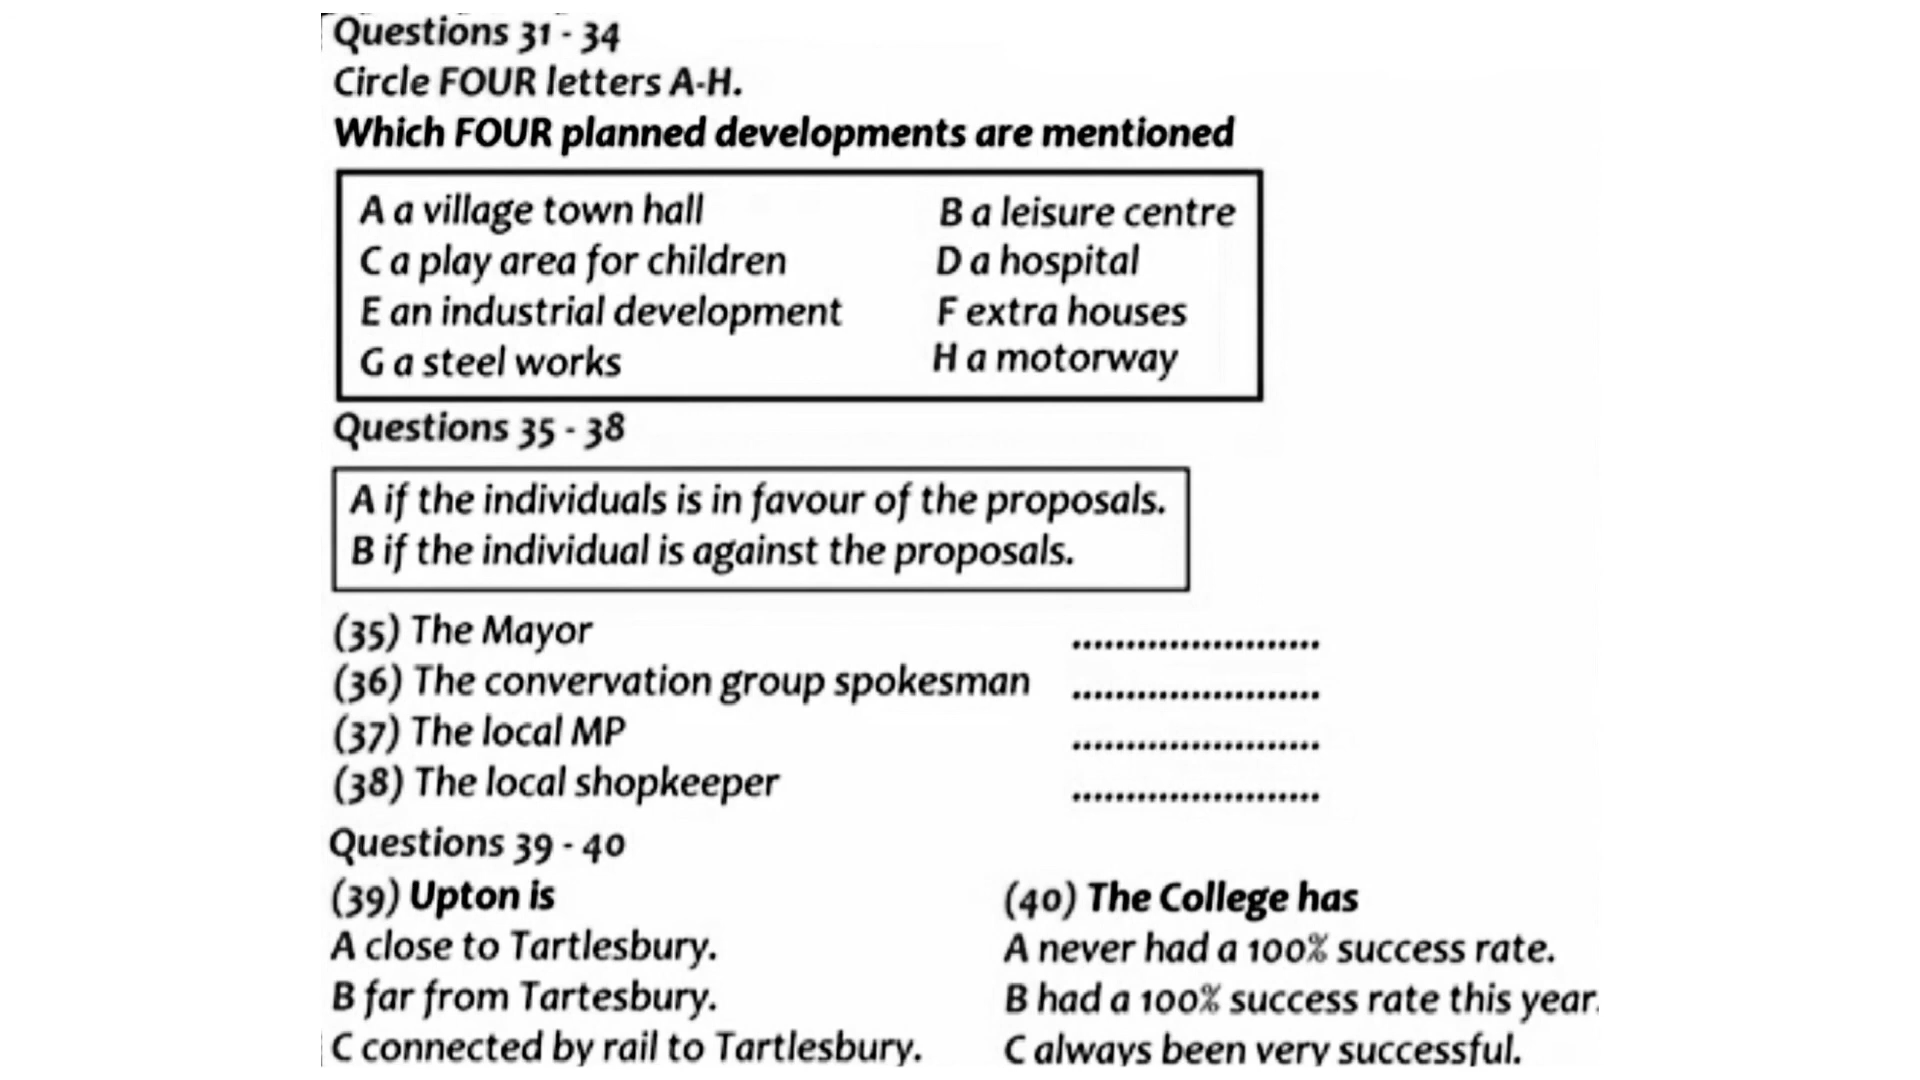 Questions 31 - 34
Circle FOUR letters A-H.
Which FOUR planned developments are mentioned
A a village town hall B a leisure centre
C a play area for children D a hospital
E an industrial development F extra houses
G a steel works H a motorway
Questions 35 - 38
A if the individuals is in favour of the proposals.
B if the individual is against the proposals.
(35) The Mayor .......................
(36) The convervation group spokesman .......................
(37) The local MP .......................
(38) The local shopkeeper .......................
Questions 39 - 40
(39) Upton is
A close to Tartlesbury.
B far from Tartesbury.
C connected by rail to Tartlesbury.
(40) The College has
A never had a 100% success rate.
B had a 100% success rate this year.
C always been very successful.